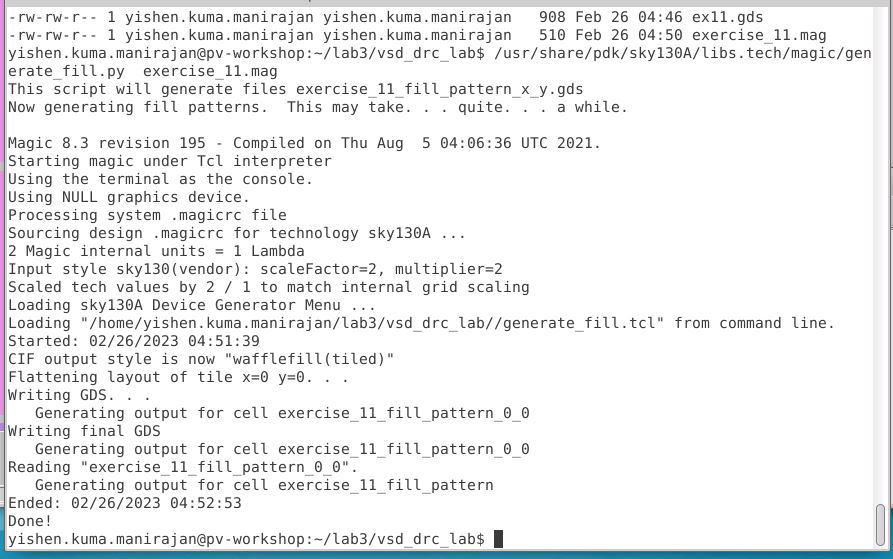 -rw-rw-r-- 1 yishen.kuma.manirajan yishen.kuma.manirajan   908 Feb 26 04:46 ex11.gds
-rw-rw-r-- 1 yishen.kuma.manirajan yishen.kuma.manirajan   510 Feb 26 04:50 exercise_11.mag
yishen.kuma.manirajan@pv-workshop:~/lab3/vsd_drc_lab$ /usr/share/pdk/sky130A/libs.tech/magic/gen
erate_fill.py  exercise_11.mag
This script will generate files exercise_11_fill_pattern_x_y.gds
Now generating fill patterns.  This may take. . . quite. . . a while.

Magic 8.3 revision 195 - Compiled on Thu Aug  5 04:06:36 UTC 2021.
Starting magic under Tcl interpreter
Using the terminal as the console.
Using NULL graphics device.
Processing system .magicrc file
Sourcing design .magicrc for technology sky130A ...
2 Magic internal units = 1 Lambda
Input style sky130(vendor): scaleFactor=2, multiplier=2
Scaled tech values by 2 / 1 to match internal grid scaling
Loading sky130A Device Generator Menu ...
Loading "/home/yishen.kuma.manirajan/lab3/vsd_drc_lab//generate_fill.tcl" from command line.
Started: 02/26/2023 04:51:39
CIF output style is now "wafflefill(tiled)"
Flattening layout of tile x=0 y=0. . .
Writing GDS. . .
   Generating output for cell exercise_11_fill_pattern_0_0
Writing final GDS
   Generating output for cell exercise_11_fill_pattern_0_0
Reading "exercise_11_fill_pattern_0_0".
   Generating output for cell exercise_11_fill_pattern
Ended: 02/26/2023 04:52:53
Done!
yishen.kuma.manirajan@pv-workshop:~/lab3/vsd_drc_lab$